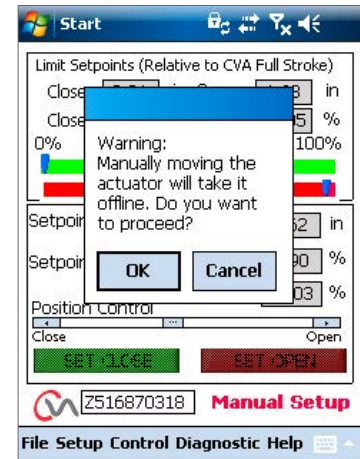 Start
Limit Setpoints (Relative to CVA Full Stroke)
Close in
Close %
0% 100%
Warning:
Manually moving the
actuator will take it
offline. Do you want
to proceed?
OK Cancel
in
%
03 %
Position Control
Close Open
SET CLOSE SET OPEN
Z516870318 Manual Setup
File Setup Control Diagnostic Help